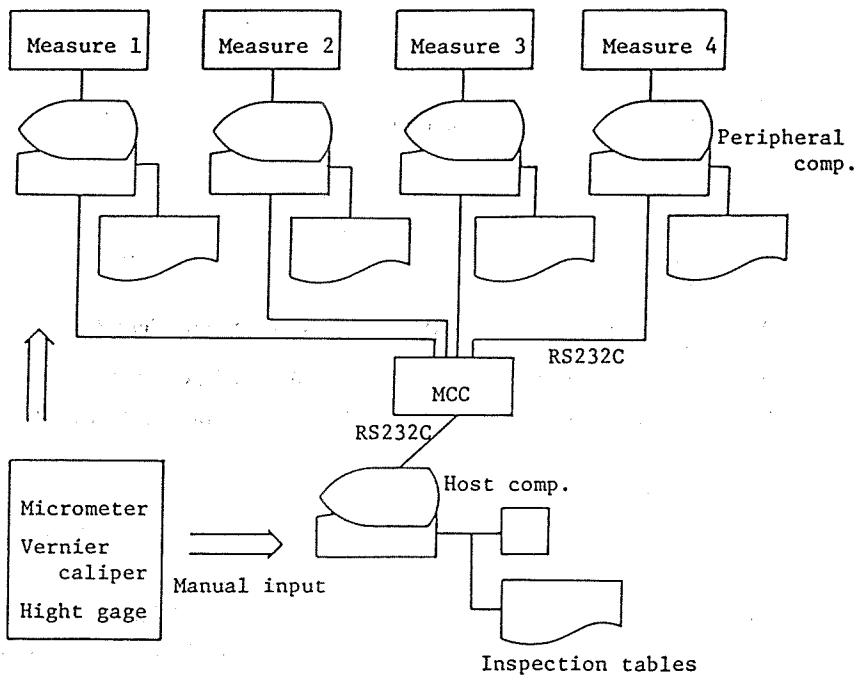 Measure 1
Measure 2
Measure 3
Measure 4
Peripheral
comp.
RS232C
MCC
RS232C
Host comp.
Micrometer
Vernier
caliper
Hight gage
Manual input
Inspection tables